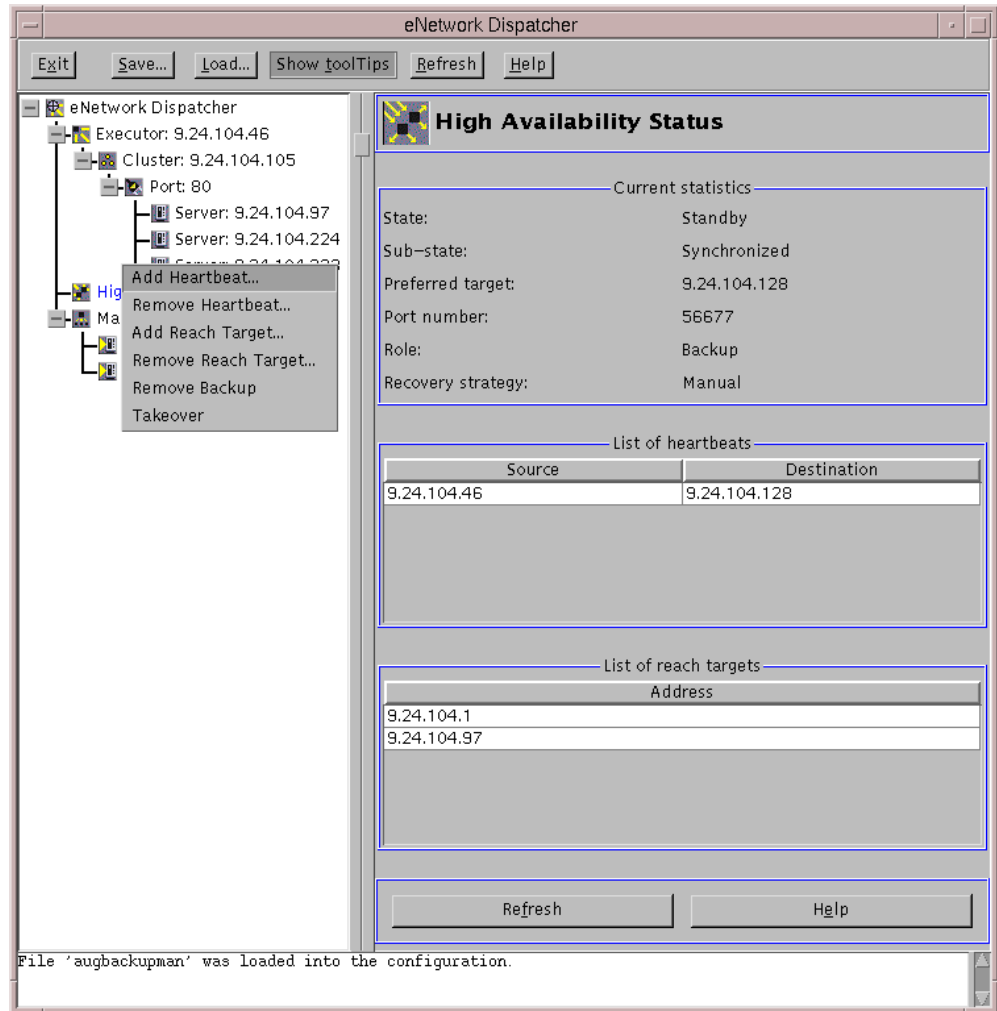 eNetwork Dispatcher
Exit Save... Load... Show toolTips Refresh Help
eNetwork Dispatcher
Executor: 9.24.104.46
Cluster: 9.24.104.105
Port: 80
Server: 9.24.104.97
Server: 9.24.104.224
Hig
Ma
Add Heartbeat...
Remove Heartbeat...
Add Reach Target...
Remove Reach Target...
Remove Backup
Takeover
High Availability Status
Current statistics
State: Standby
Sub-state: Synchronized
Preferred target: 9.24.104.128
Port number: 56677
Role: Backup
Recovery strategy: Manual
List of heartbeats
Source Destination
9.24.104.46 9.24.104.128
List of reach targets
Address
9.24.104.1
9.24.104.97
Refresh Help
File 'augbackupman' was loaded into the configuration.